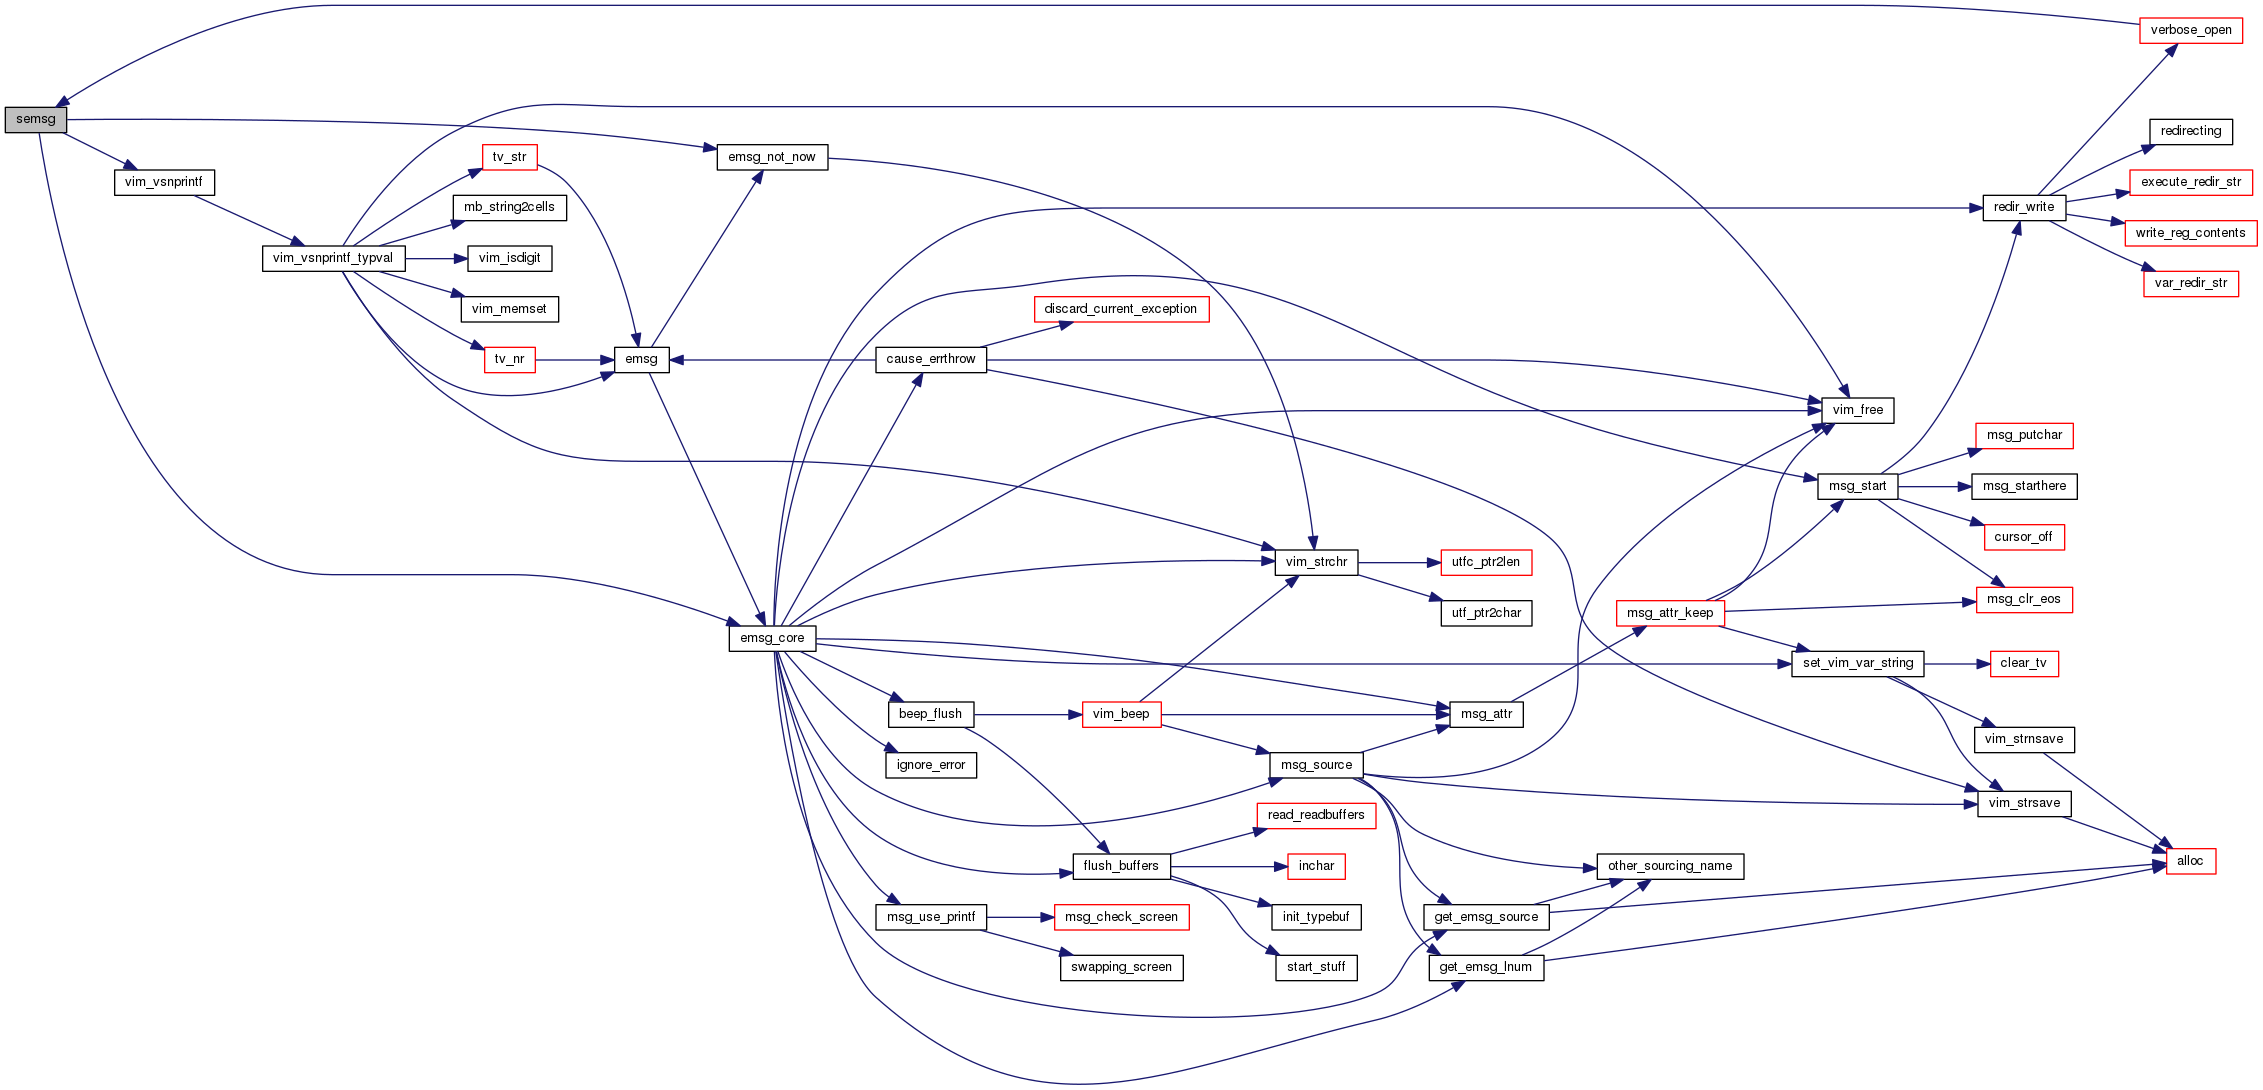 verbose_open
semsg
redirecting
emsg_not_now
tv_str
vim_vsnprintf
execute_redir_str
mb_string2cells
redir_write
write_reg_contents
vim_vsnprintf_typval
vim_isdigit
var_redir_str
vim_memset
discard_current_exception
tv_nr
emsg
cause_errthrow
vim_free
msg_putchar
msg_start
msg_starthere
cursor_off
vim_strchr
utfc_ptr2len
msg_clr_eos
utf_ptr2char
msg_attr_keep
emsg_core
set_vim_var_string
clear_tv
beep_flush
vim_beep
msg_attr
vim_strnsave
ignore_error
msg_source
vim_strsave
read_readbuffers
flush_buffers
inchar
other_sourcing_name
alloc
msg_use_printf
msg_check_screen
init_typebuf
get_emsg_source
swapping_screen
start_stuff
get_emsg_lnum